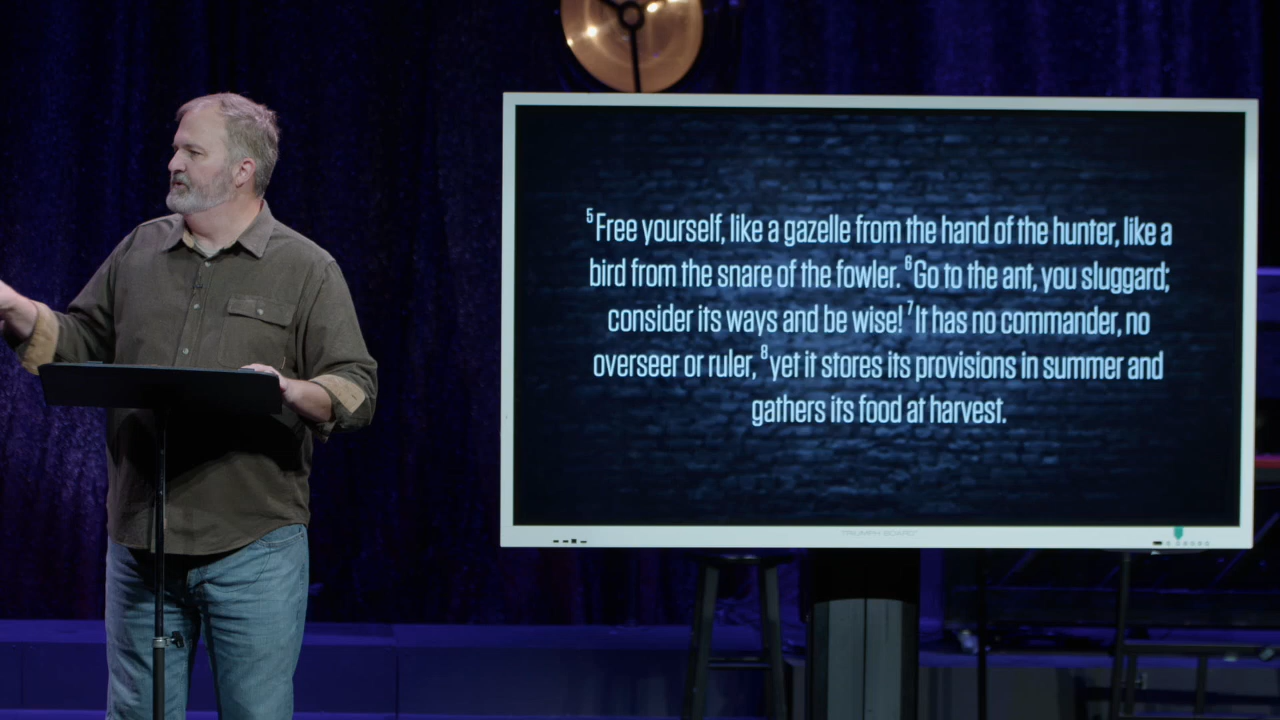 ⁵Free yourself, like a gazelle from the hand of the hunter, like a
bird from the snare of the fowler. ⁶Go to the ant, you sluggard;
consider its ways and be wise! ⁷It has no commander, no
overseer or ruler, ⁸yet it stores its provisions in summer and
gathers its food at harvest.
TRIUMPH BOARD